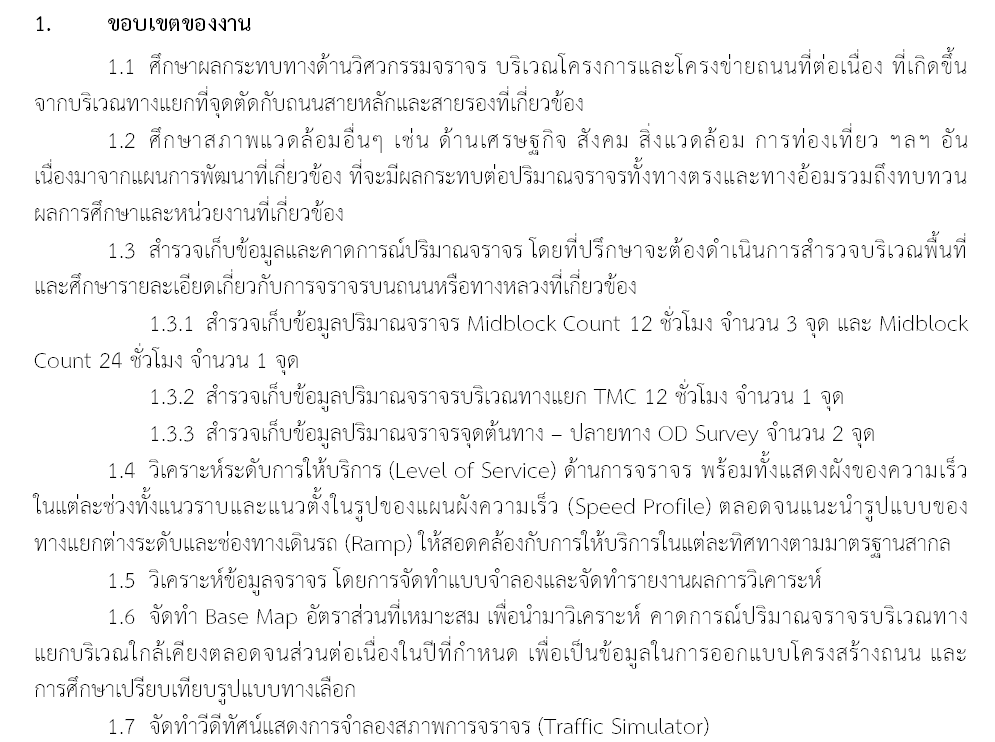 1. ขอบเขตของงาน
1.1 ศึกษาผลกระทบทางด้านวิศวกรรมจราจร บริเวณโครงการและโครงข่ายถนนที่ต่อเนื่อง ที่เกิดขึ้น
จากบริเวณทางแยกที่จุดตัดกับถนนสายหลักและสายรองที่เกี่ยวข้อง
1.2 ศึกษาสภาพแวดล้อมอื่นๆ เช่น ด้านเศรษฐกิจ สังคม สิ่งแวดล้อม การท่องเที่ยว ฯลฯ อัน
เนื่องมาจากแผนการพัฒนาที่เกี่ยวข้อง ที่จะมีผลกระทบต่อปริมาณจราจรทั้งทางตรงและทางอ้อมรวมถึงทบทวน
ผลการศึกษาและหน่วยงานที่เกี่ยวข้อง
1.3 สำรวจเก็บข้อมูลและคาดการณ์ปริมาณจราจร โดยที่ปรึกษาจะต้องดำเนินการสำรวจบริเวณพื้นที่
และศึกษารายละเอียดเกี่ยวกับการจราจรบนถนนหรือทางหลวงที่เกี่ยวข้อง
1.3.1 สำรวจเก็บข้อมูลปริมาณจราจร Midblock Count 12 ชั่วโมง จำนวน 3 จุด และ Midblock
Count 24 ชั่วโมง จำนวน 1 จุด
1.3.2 สำรวจเก็บข้อมูลปริมาณจราจรบริเวณทางแยก TMC 12 ชั่วโมง จำนวน 1 จุด
1.3.3 สำรวจเก็บข้อมูลปริมาณจราจรจุดต้นทาง – ปลายทาง OD Survey จำนวน 2 จุด
1.4 วิเคราะห์ระดับการให้บริการ (Level of Service) ด้านการจราจร พร้อมทั้งแสดงผังของความเร็ว
ในแต่ละช่วงทั้งแนวราบและแนวตั้งในรูปของแผนผังความเร็ว (Speed Profile) ตลอดจนแนะนำรูปแบบของ
ทางแยกต่างระดับและช่องทางเดินรถ (Ramp) ให้สอดคล้องกับการให้บริการในแต่ละทิศทางตามมาตรฐานสากล
1.5 วิเคราะห์ข้อมูลจราจร โดยการจัดทำแบบจำลองและจัดทำรายงานผลการวิเคาระห์
1.6 จัดทำ Base Map อัตราส่วนที่เหมาะสม เพื่อนำมาวิเคราะห์ คาดการณ์ปริมาณจราจรบริเวณทาง
แยกบริเวณใกล้เคียงตลอดจนส่วนต่อเนื่องในปีที่กำหนด เพื่อเป็นข้อมูลในการออกแบบโครงสร้างถนน และ
การศึกษาเปรียบเทียบรูปแบบทางเลือก
1.7 จัดทำวีดีทัศน์แสดงการจำลองสภาพการจราจร (Traffic Simulator)